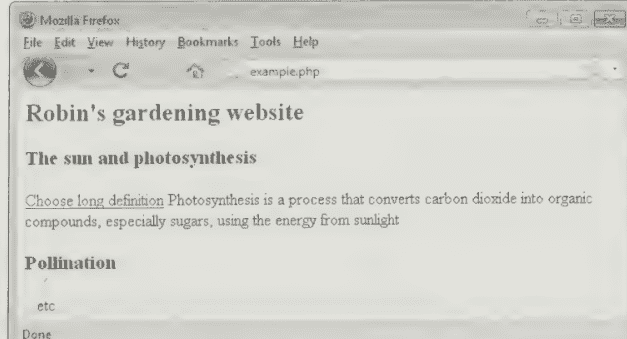 Mozilla Firefox
File Edit View History Bookmarks Tools Help
example.php
Robin's gardening website
The sun and photosynthesis
Choose long definition Photosynthesis is a process that converts carbon dioxide into organic
compounds, especially sugars, using the energy from sunlight
Pollination
etc
Done